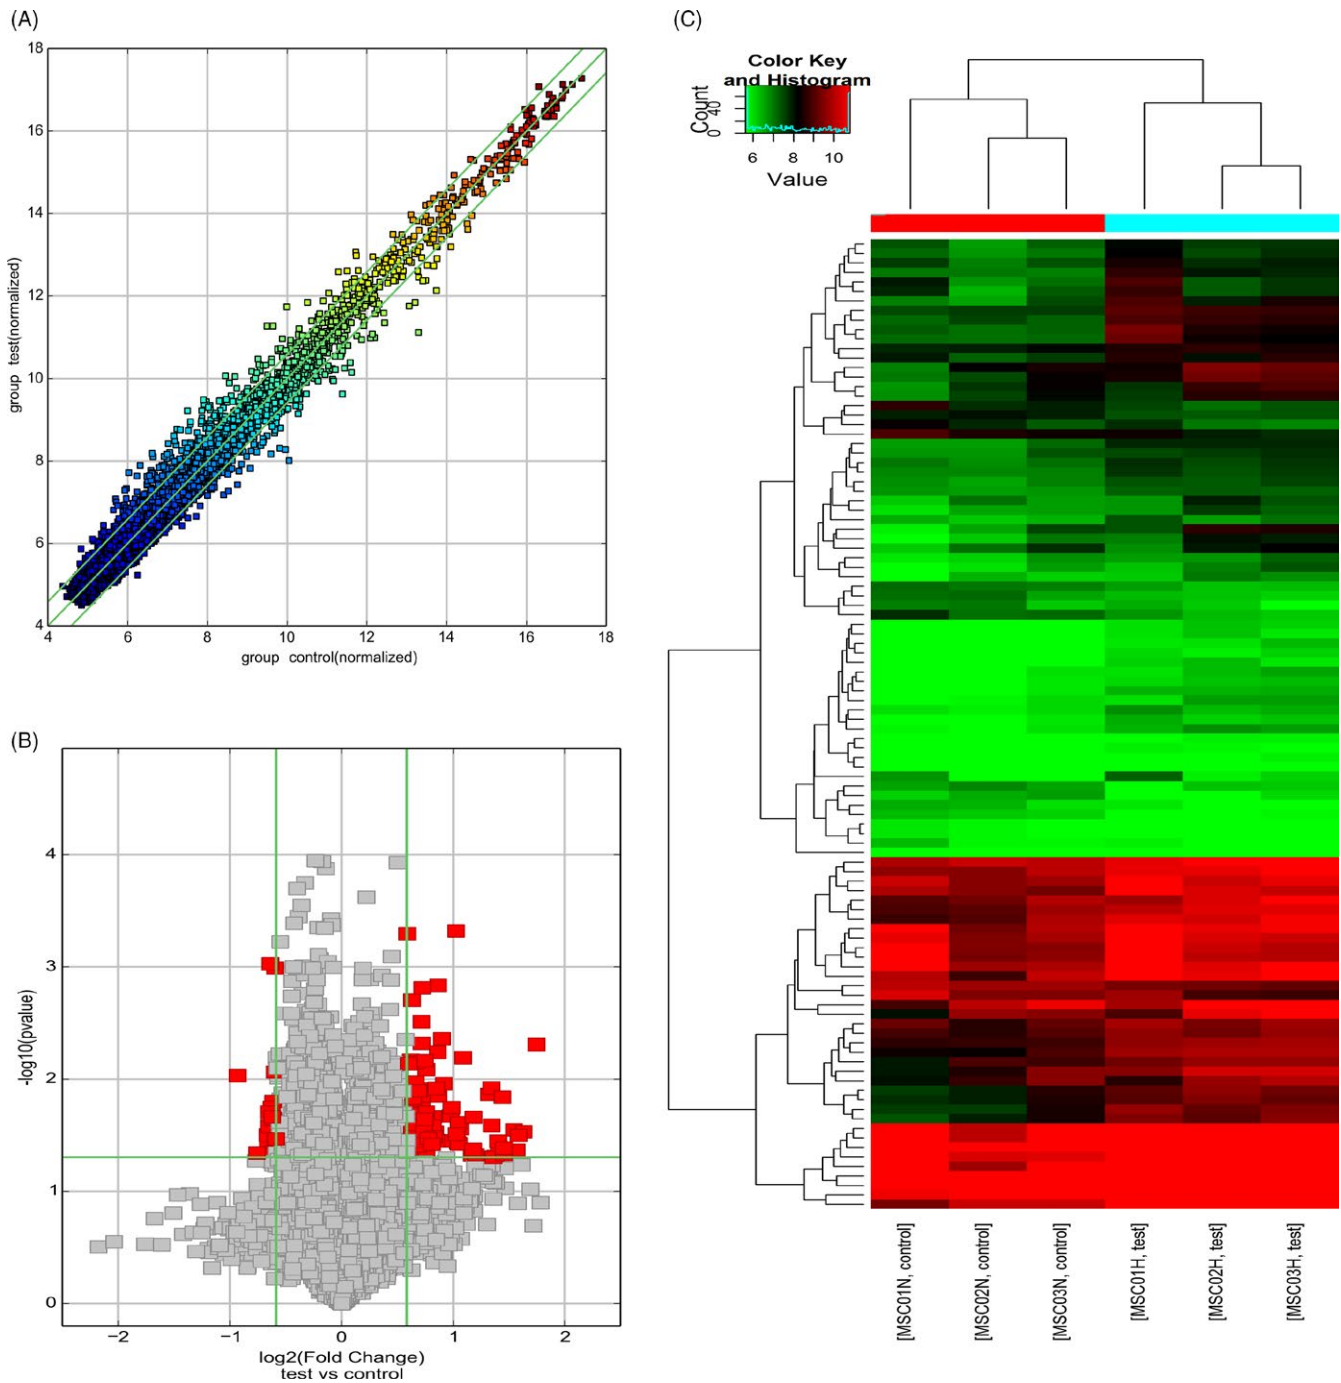 (A)
18
16
14
12
10
8
6
4
4 6 8 10 12 14 16 18
group test(normalized)
group control(normalized)
(B)
4
3
2
1
0
−2 −1 0 1 2
-log10(pvalue)
log2(Fold Change)
test vs control
(C)
Color Key
and Histogram
Count
0 40
6 8 10
Value
[MSC01N, control]
[MSC02N, control]
[MSC03N, control]
[MSC01H, test]
[MSC02H, test]
[MSC03H, test]